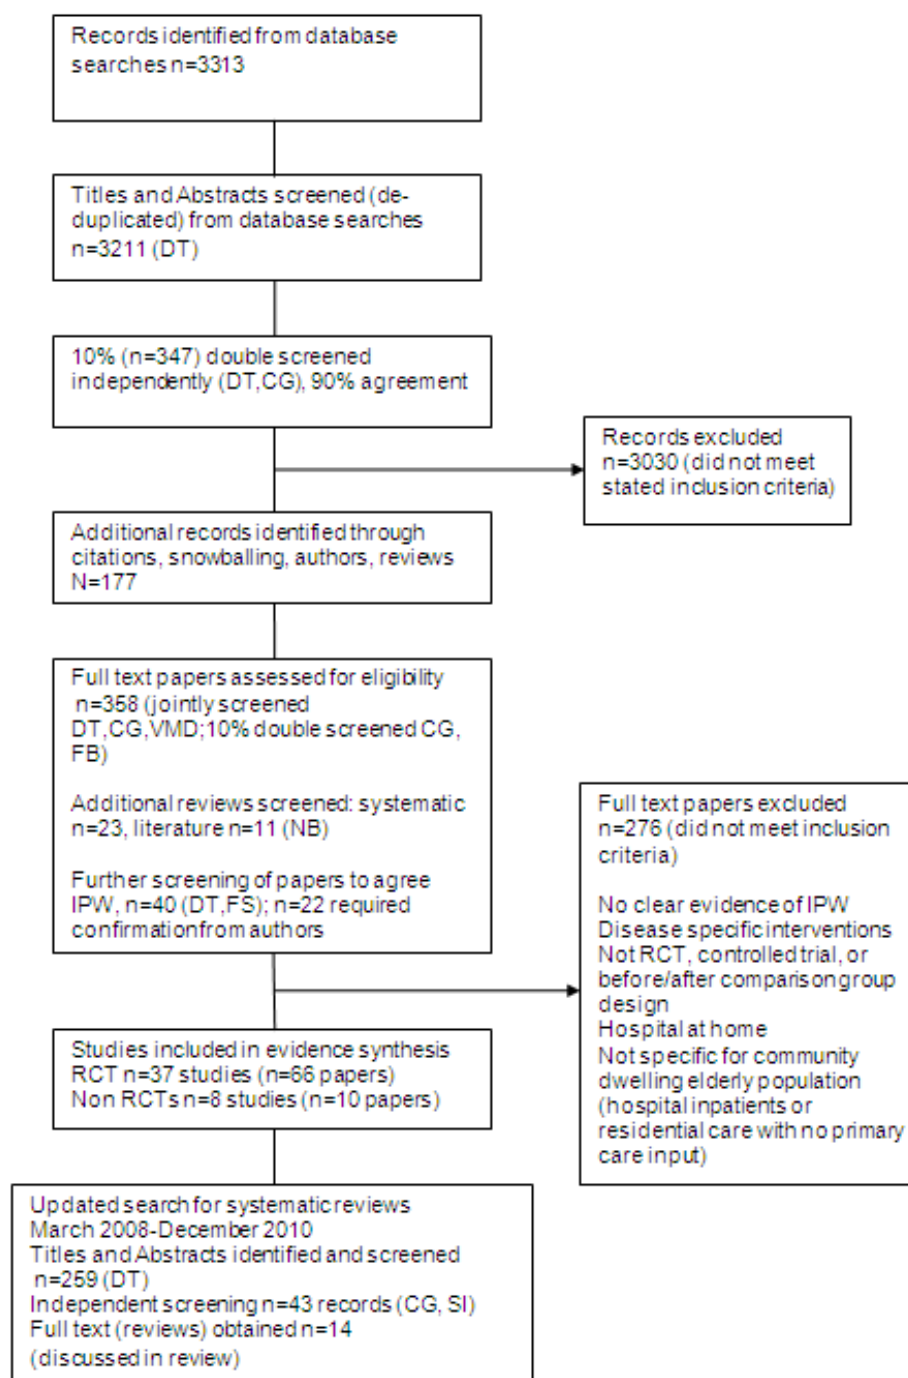 Records identified from database
searches n=3313
Titles and Abstracts screened (de-
duplicated) from database searches
n=3211 (DT)
10% (n=347) double screened
independently (DT,CG), 90% agreement
Records excluded
n=3030 (did not meet
stated inclusion criteria)
Additional records identified through
citations, snowballing, authors, reviews
N=177
Full text papers assessed for eligibility
n=358 (jointly screened
DT,CG,VMD;10% double screened CG,
FB)
Additional reviews screened: systematic
n=23, literature n=11 (NB)
Further screening of papers to agree
IPW, n=40 (DT,FS); n=22 required
confirmation from authors
Full text papers excluded
n=276 (did not meet inclusion
criteria)
No clear evidence of IPW
Disease specific interventions
Not RCT, controlled trial, or
before/after comparison group
design
Hospital at home
Not specific for community
dwelling elderly population
(hospital inpatients or
residential care with no primary
care input)
Studies included in evidence synthesis
RCT n=37 studies (n=66 papers)
Non RCTs n=8 studies (n=10 papers)
Updated search for systematic reviews
March 2008-December 2010
Titles and Abstracts identified and screened
n=259 (DT)
Independent screening n=43 records (CG, SI)
Full text (reviews) obtained n=14
(discussed in review)